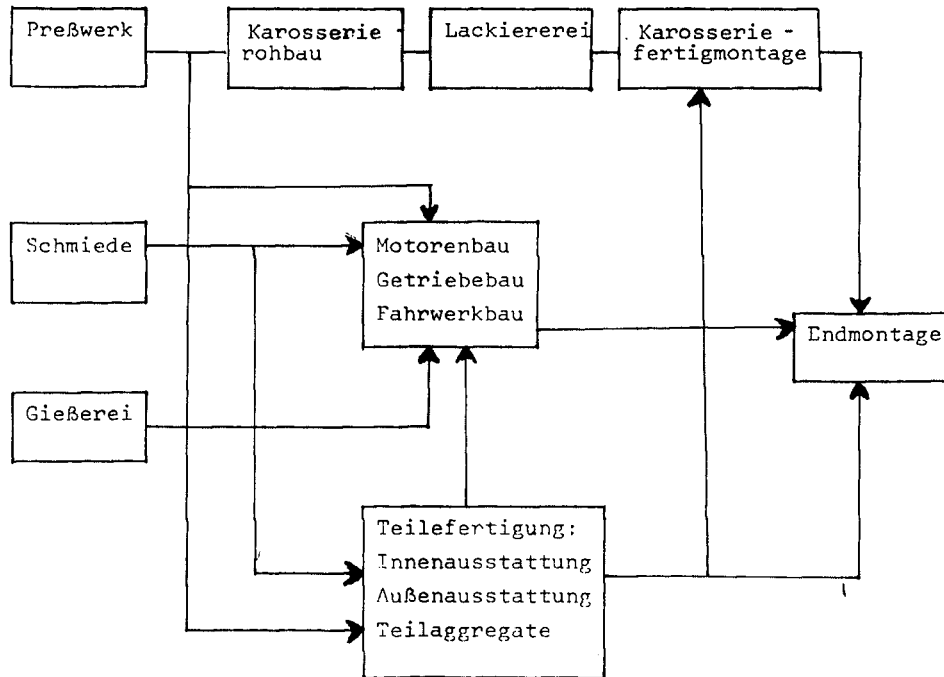 Preßwerk
Karosserie -
rohbau
Lackiererei
Karosserie -
fertigmontage
Schmiede
Motorenbau
Getriebebau
Fahrwerkbau
Endmontage
Gießerei
Teilefertigung:
Innenausstattung
Außenausstattung
Teilaggregate